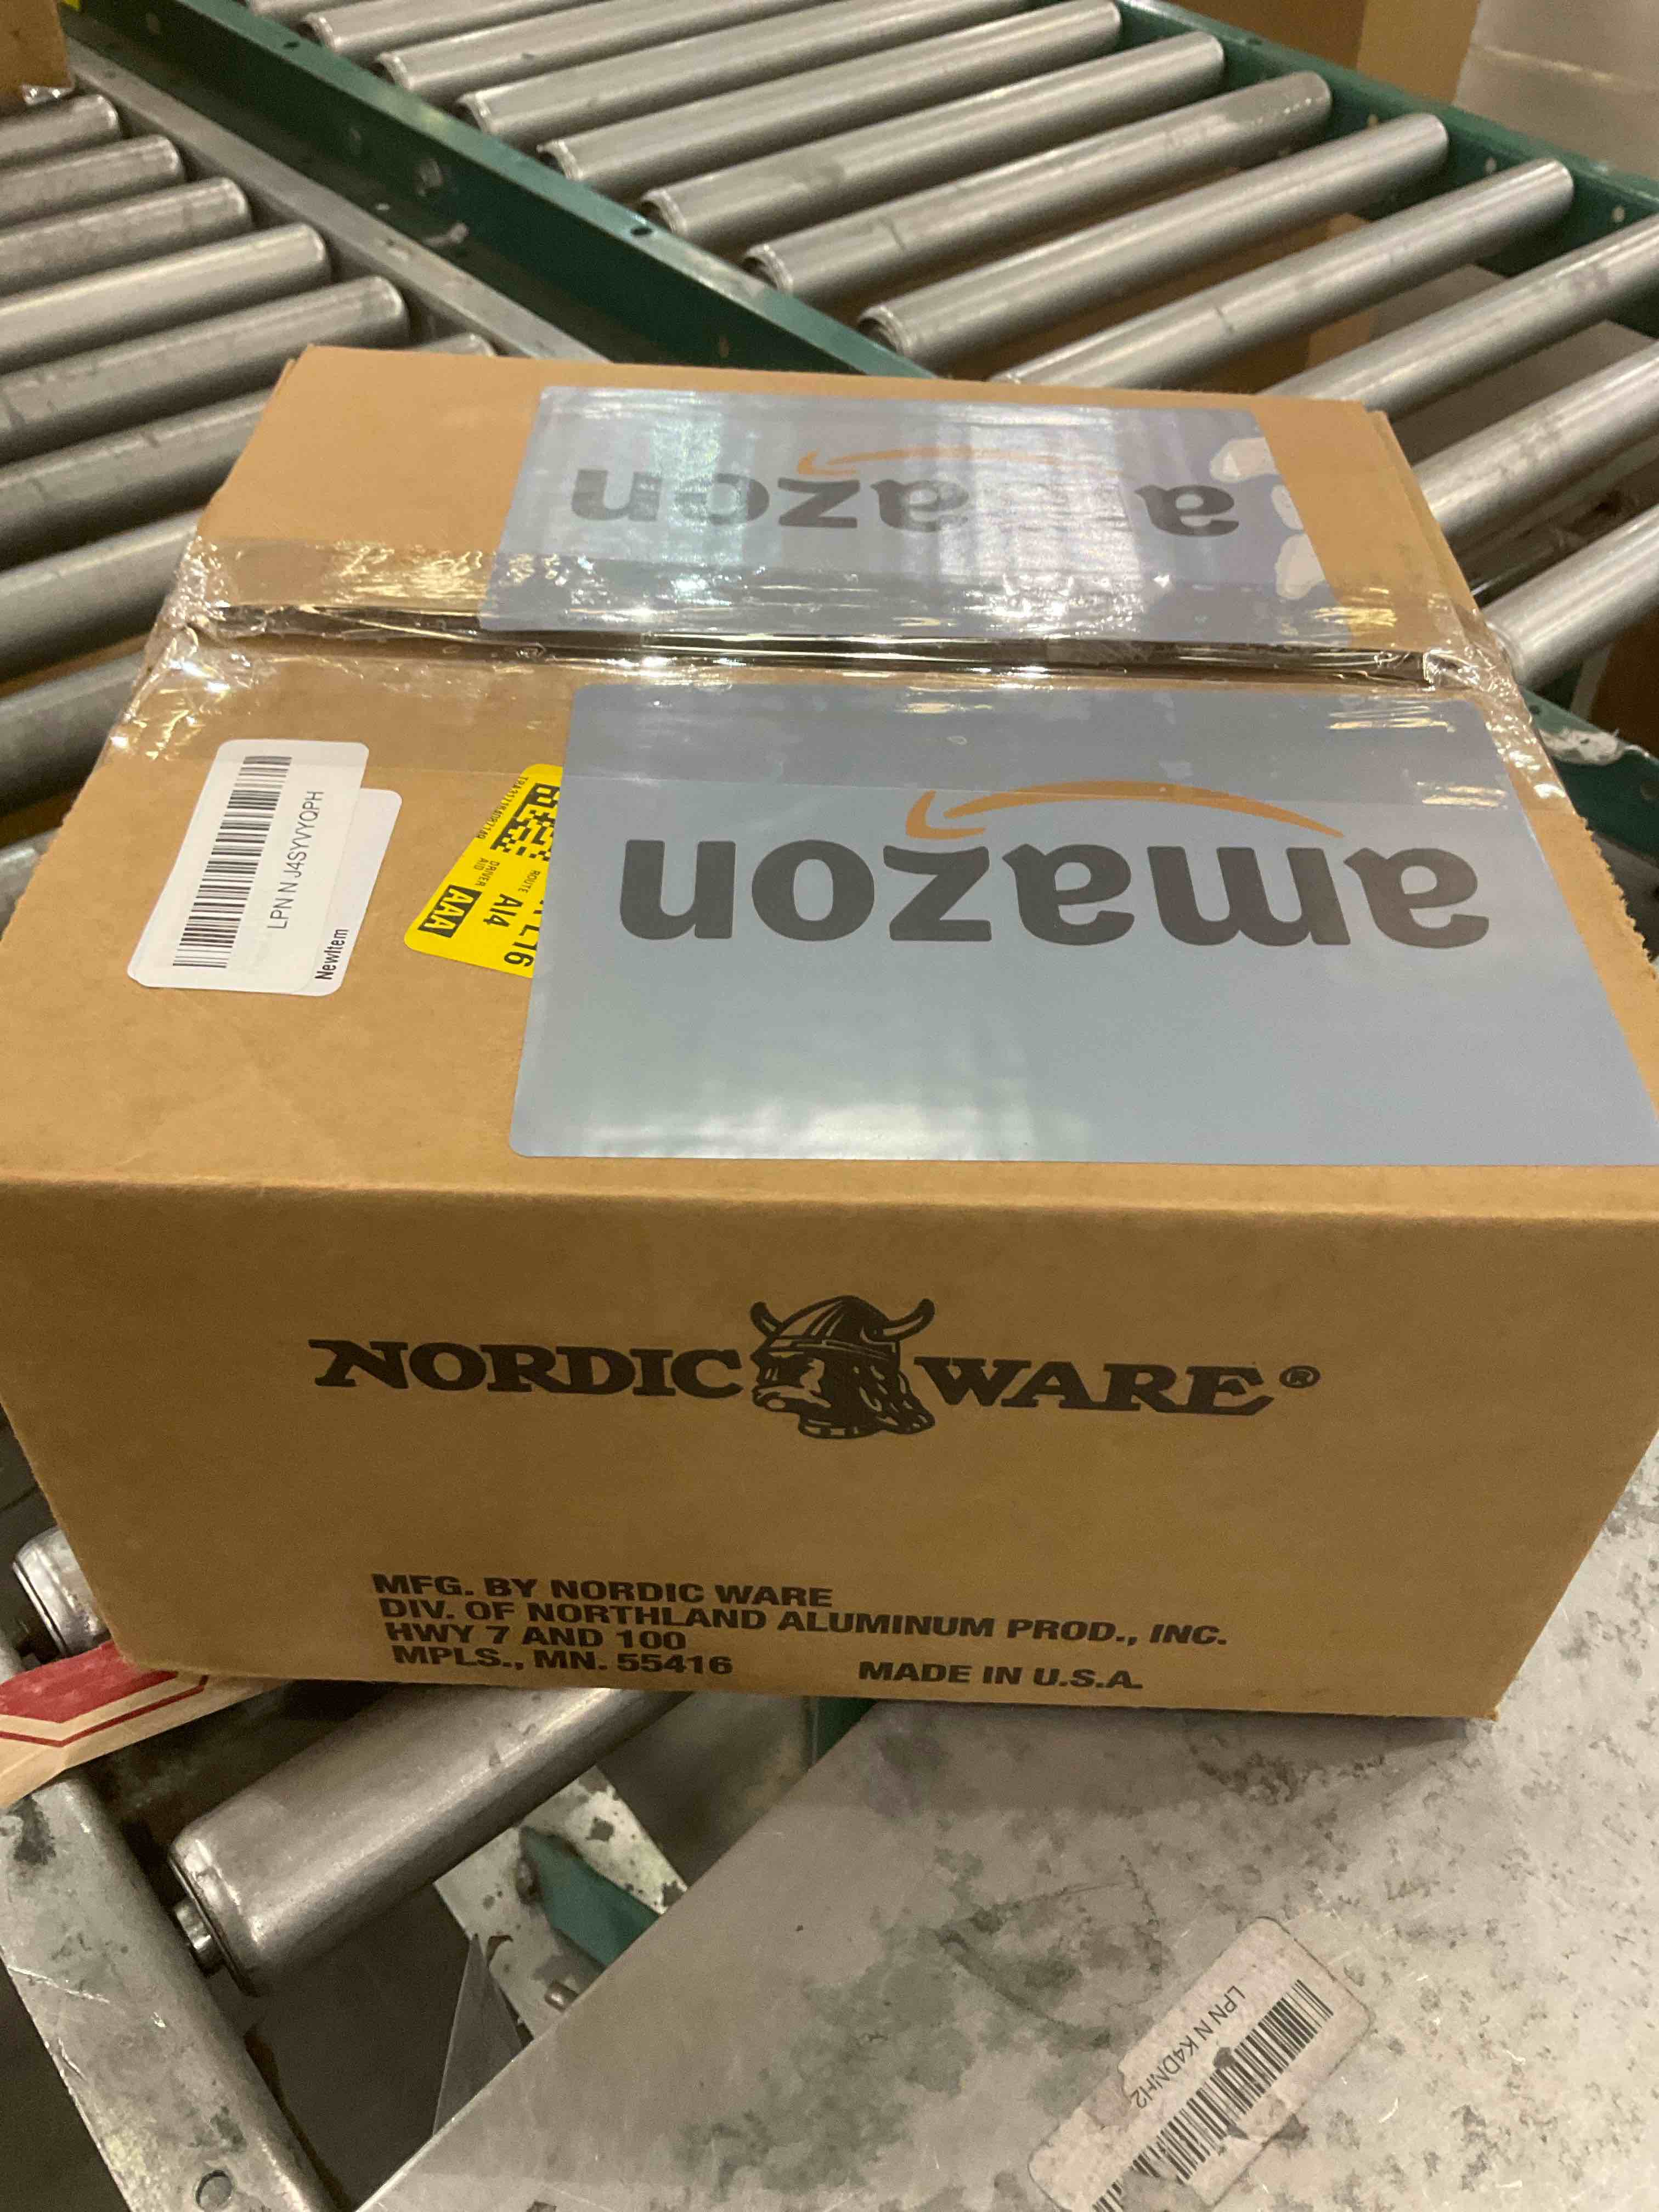 amazon
amazon
LPN N J4SYVYQPH
NewItem
ROUTE
AI4
DRIVER
AID
AAA
NORDIC WARE®
MFG. BY NORDIC WARE
DIV. OF NORTHLAND ALUMINUM PROD., INC.
HWY 7 AND 100
MPLS., MN. 55416 MADE IN U.S.A.
LPN N K4DNH2